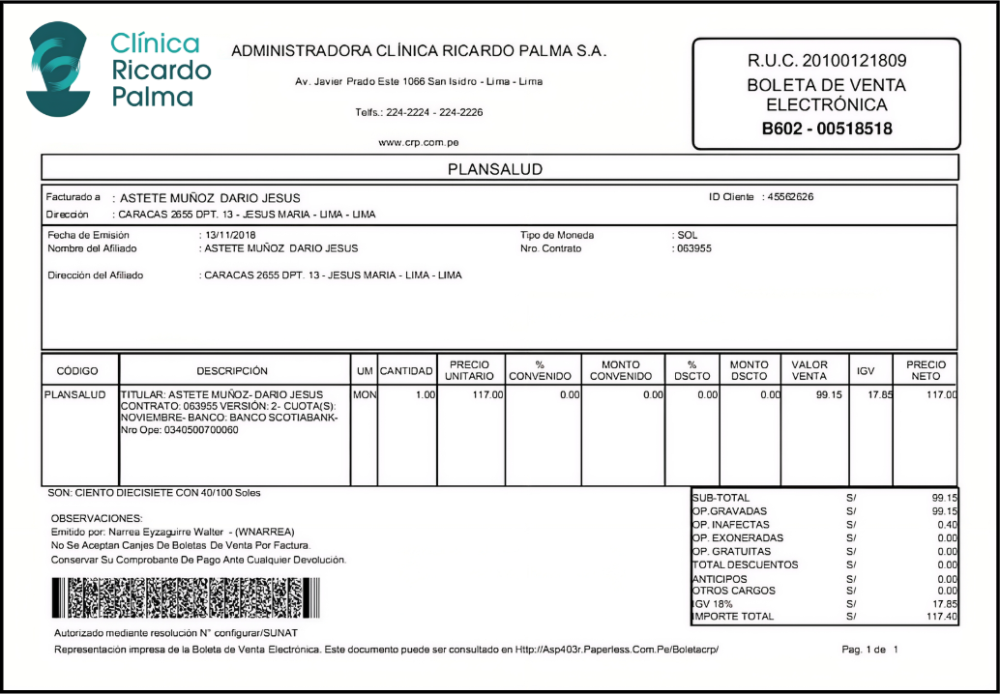 Clínica
Ricardo
Palma
ADMINISTRADORA CLÍNICA RICARDO PALMA S.A.
Av. Javier Prado Este 1066 San Isidro - Lima - Lima
Telfs.: 224-2224 - 224-2226
www.crp.com.pe
R.U.C. 20100121809
BOLETA DE VENTA
ELECTRÓNICA
B602 - 00518518
PLANSALUD
Facturado a : ASTETE MUÑOZ DARIO JESUS ID Cliente : 45562626
Dirección : CARACAS 2655 DPT. 13 - JESUS MARIA - LIMA - LIMA
Fecha de Emisión : 13/11/2018 Tipo de Moneda : SOL
Nombre del Afiliado : ASTETE MUÑOZ DARIO JESUS Nro. Contrato : 063955
Dirección del Afiliado : CARACAS 2655 DPT. 13 - JESUS MARIA - LIMA - LIMA
CÓDIGO DESCRIPCIÓN UM CANTIDAD PRECIO UNITARIO % CONVENIDO MONTO CONVENIDO % DSCTO MONTO DSCTO VALOR VENTA IGV PRECIO NETO
PLANSALUD TITULAR: ASTETE MUÑOZ- DARIO JESUS MON 1.00 117.00 0.00 0.00 0.00 0.00 99.15 17.85 117.00
CONTRATO: 063955 VERSIÓN: 2- CUOTA(S):
NOVIEMBRE- BANCO: BANCO SCOTIABANK-
Nro Ope: 0340500700060
SON: CIENTO DIECISIETE CON 40/100 Soles
OBSERVACIONES:
Emitido por: Narrea Eyzaguirre Walter - (WNARREA)
No Se Aceptan Canjes De Boletas De Venta Por Factura.
Conservar Su Comprobante De Pago Ante Cualquier Devolución.
SUB-TOTAL S/ 99.15
OP.GRAVADAS S/ 99.15
OP. INAFECTAS S/ 0.40
OP. EXONERADAS S/ 0.00
OP. GRATUITAS S/ 0.00
TOTAL DESCUENTOS S/ 0.00
ANTICIPOS S/ 0.00
OTROS CARGOS S/ 0.00
IGV 18% S/ 17.85
IMPORTE TOTAL S/ 117.40
Autorizado mediante resolución N° configurar/SUNAT
Representación impresa de la Boleta de Venta Electrónica. Este documento puede ser consultado en Http://Asp403r.Paperless.Com.Pe/Boletacrp/ Pag. 1 de 1